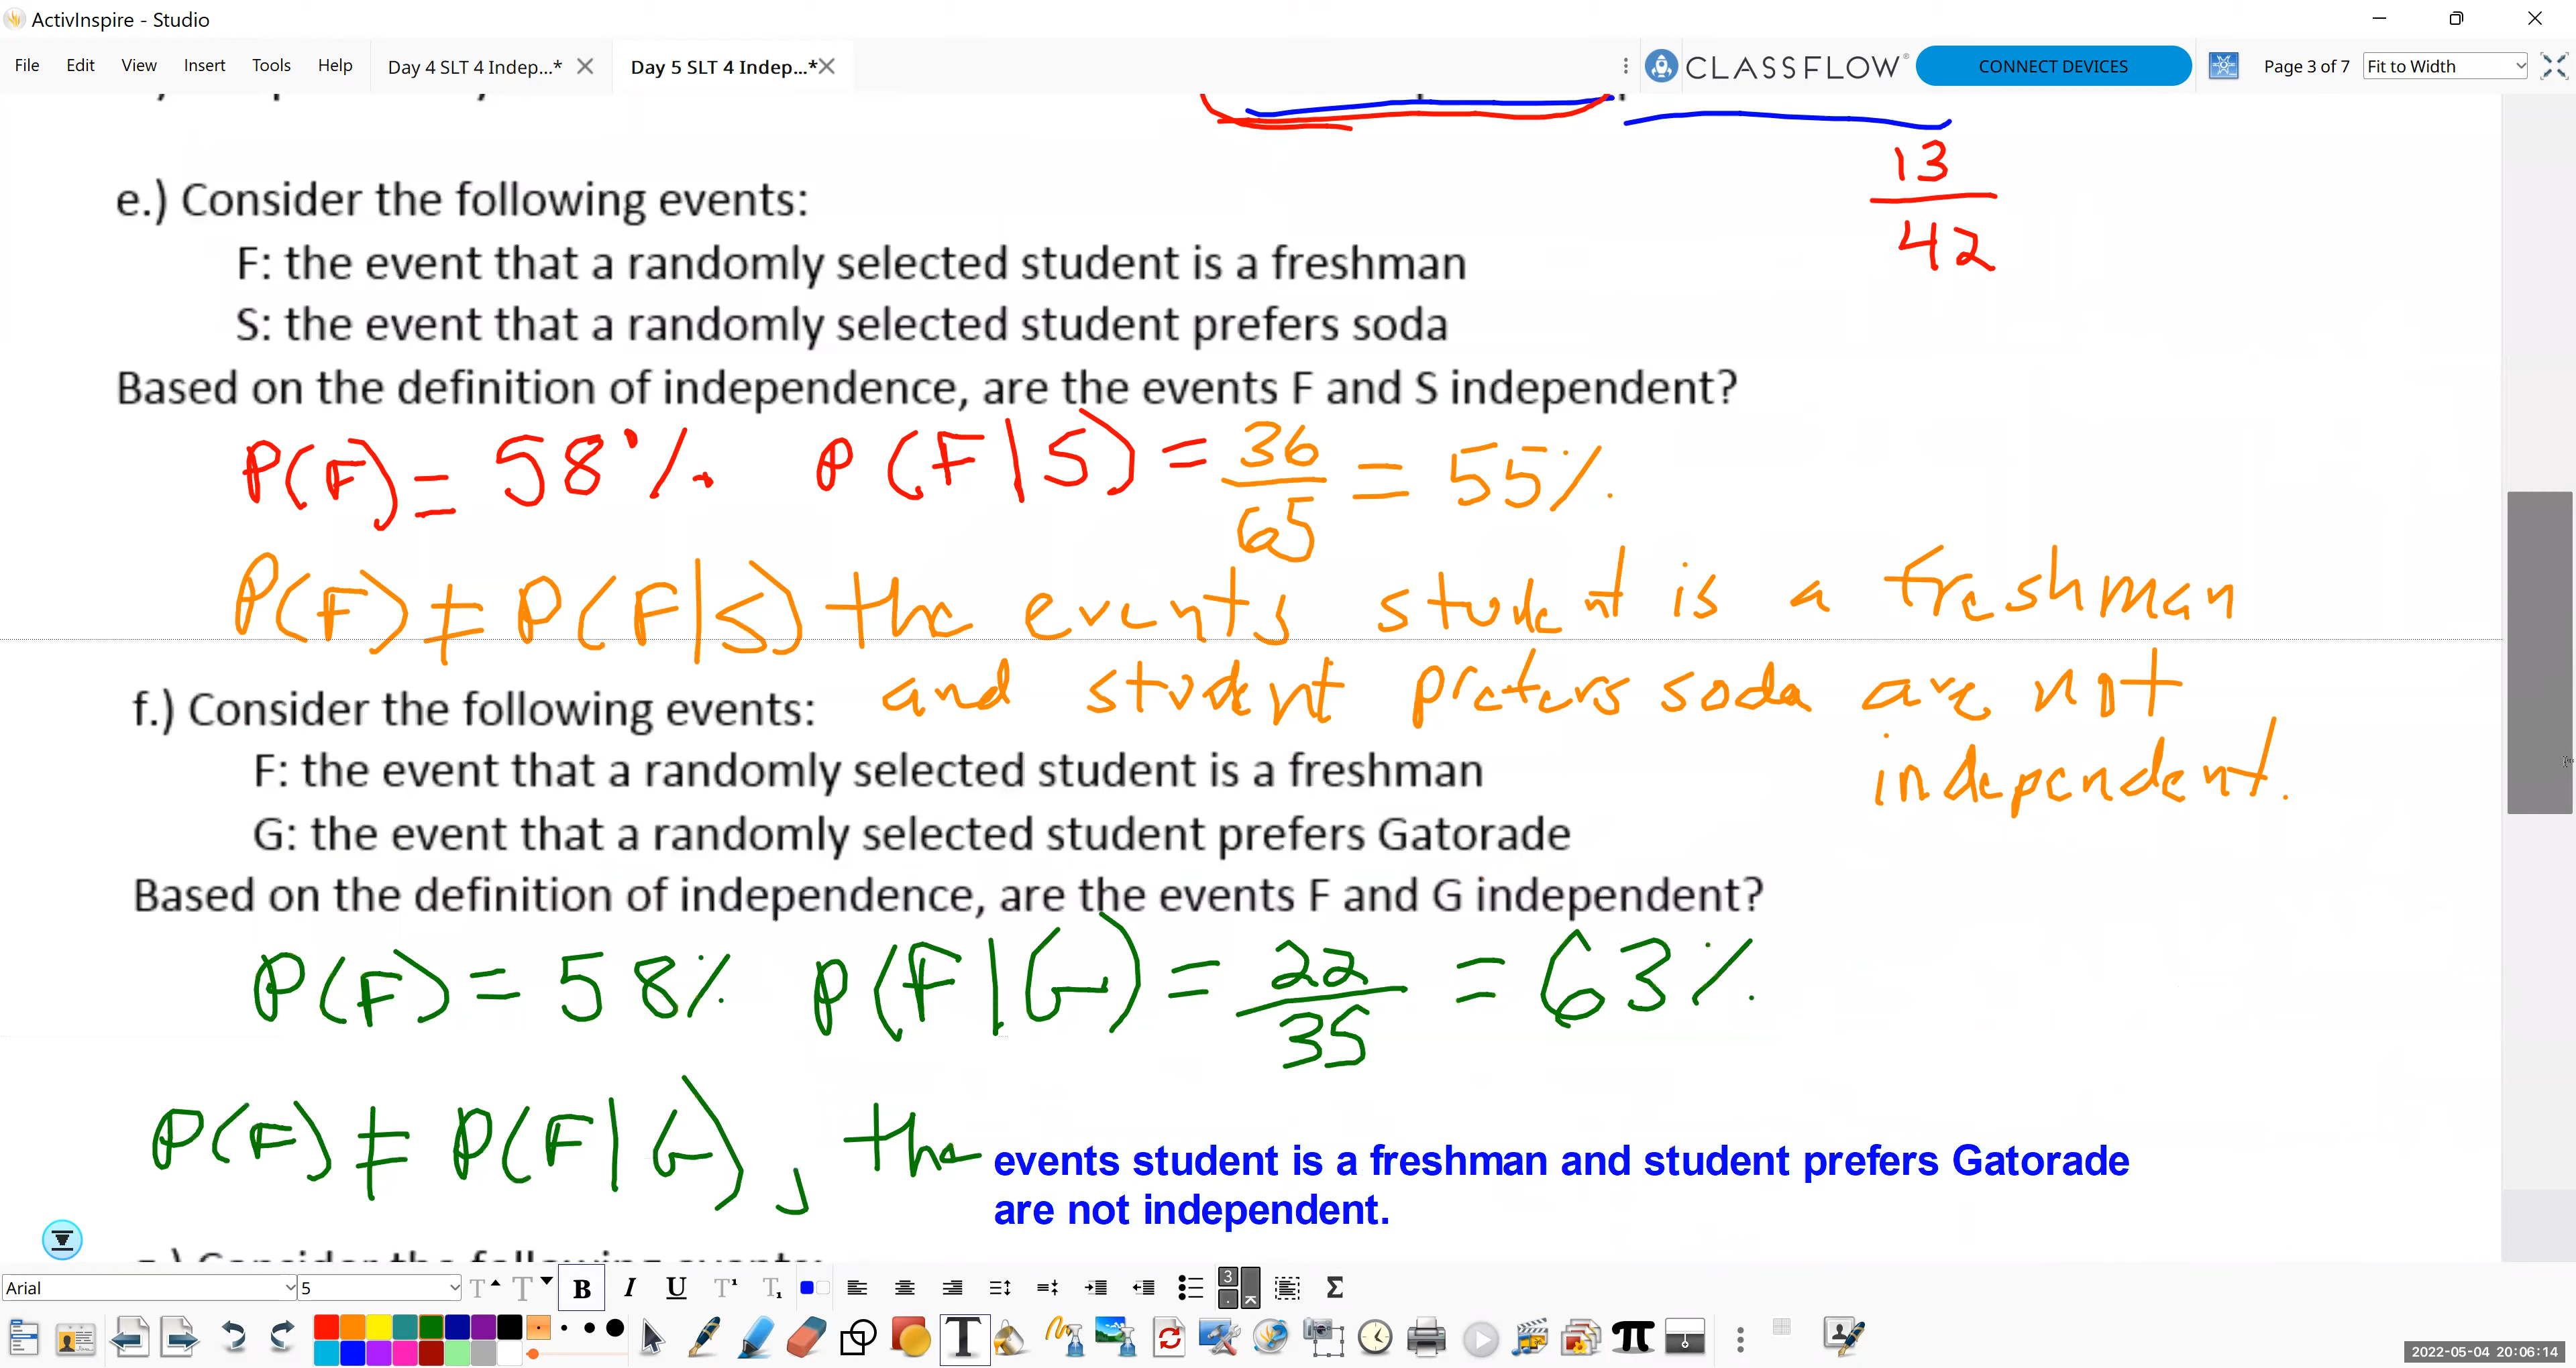 ActivInspire - Studio
File Edit View Insert Tools Help Day 4 SLT 4 Indep...* Day 5 SLT 4 Indep...* CLASSFLOW CONNECT DEVICES Page 3 of 7 Fit to Width
13
42
e.) Consider the following events:
F: the event that a randomly selected student is a freshman
S: the event that a randomly selected student prefers soda
Based on the definition of independence, are the events F and S independent?
P(F) = 58% P(F|S) = 36/65 = 55%
P(F) ≠ P(F|S) the events student is a freshman
and student prefers soda are not
independent.
f.) Consider the following events:
F: the event that a randomly selected student is a freshman
G: the event that a randomly selected student prefers Gatorade
Based on the definition of independence, are the events F and G independent?
P(F) = 58% P(F|G) = 22/35 = 63%
P(F) ≠ P(F|G), the events student is a freshman and student prefers Gatorade
are not independent.
Consider the following events:
Arial 5
2022-05-04 20:06:14